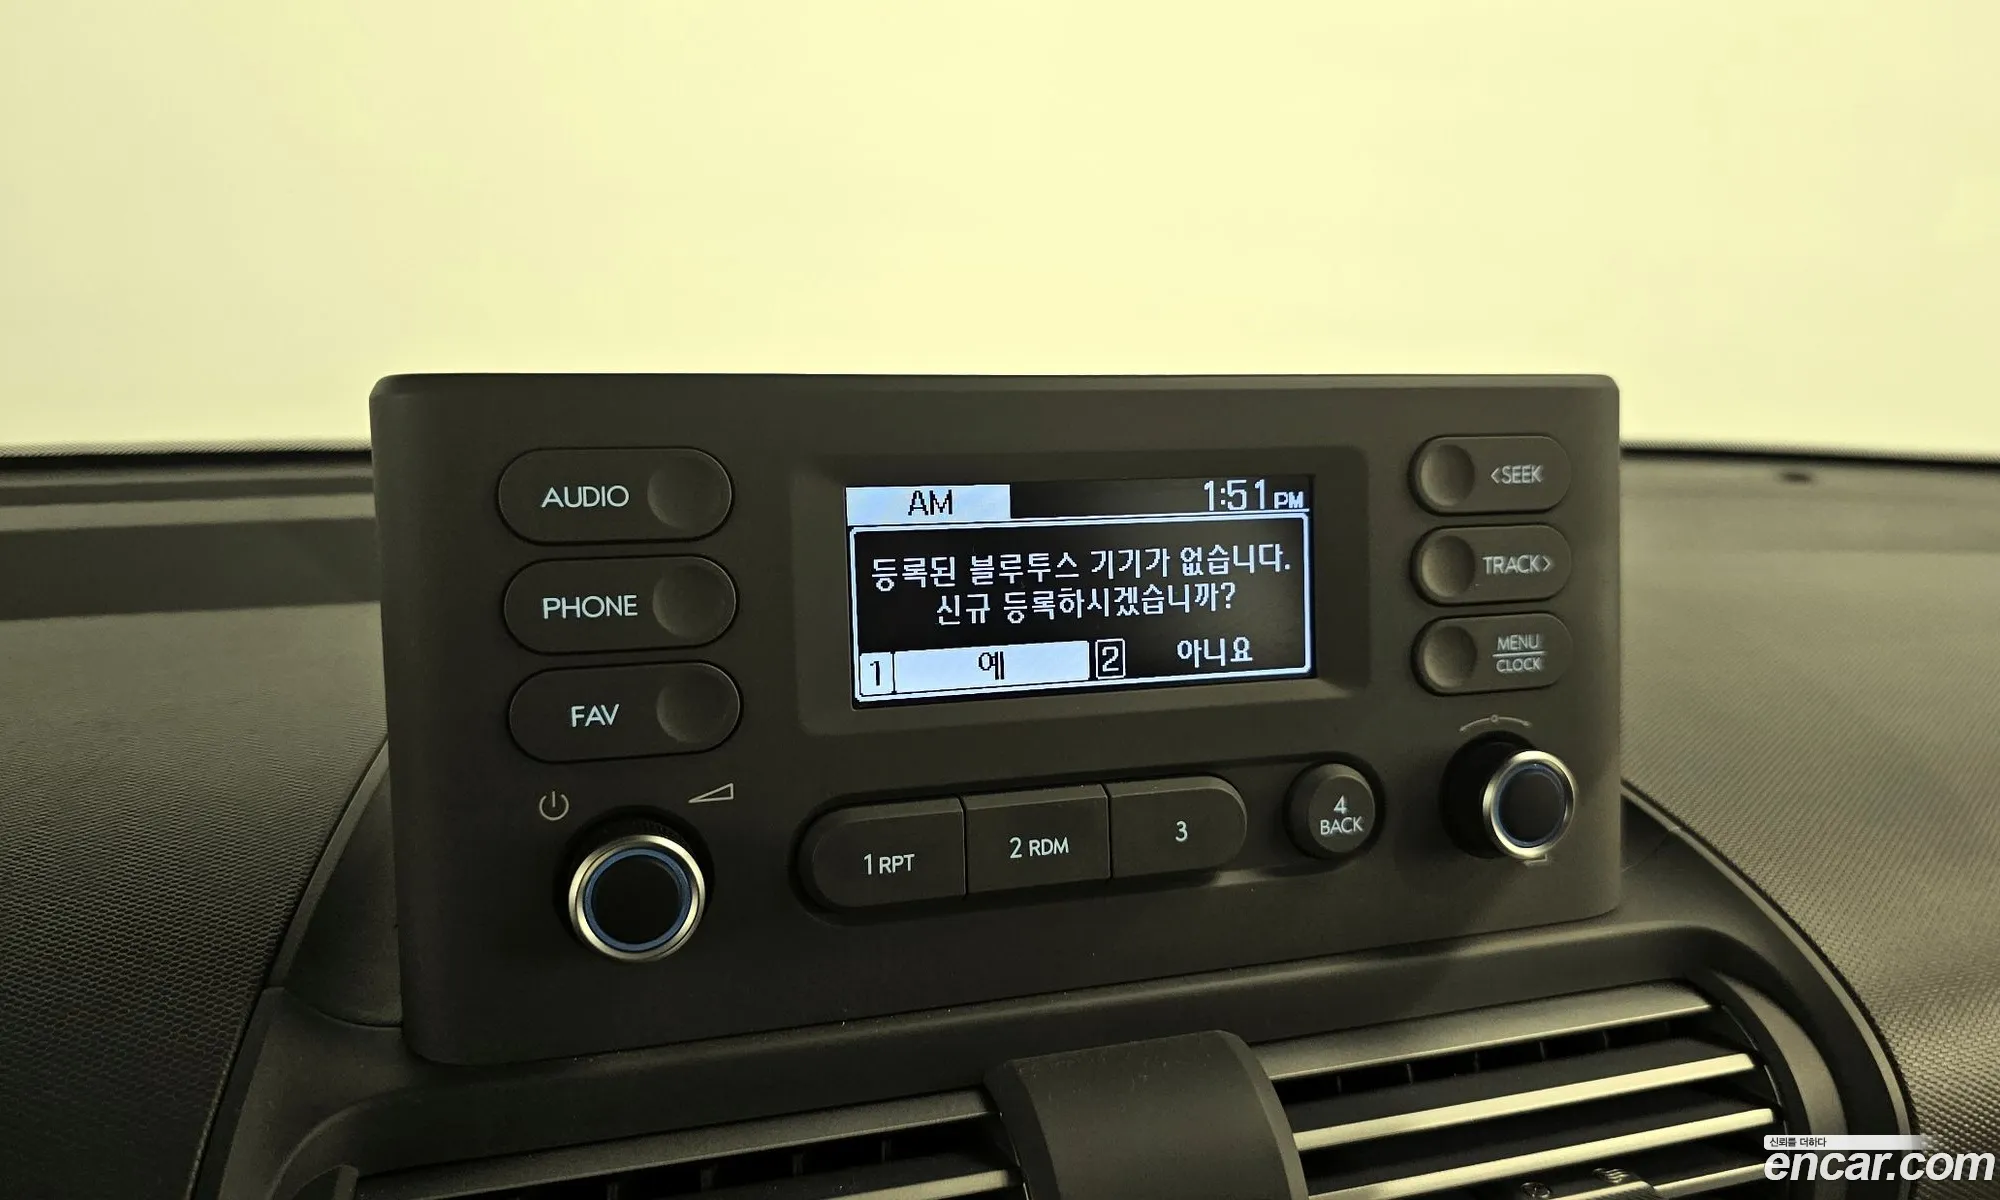 AUDIO
PHONE
FAV
AM 1:51 PM
등록된 블루투스 기기가 없습니다.
신규 등록하시겠습니까?
1 예 2 아니요
<SEEK
TRACK>
MENU
CLOCK
1 RPT
2 RDM
3
4
BACK
신뢰를 더하다
encar.com